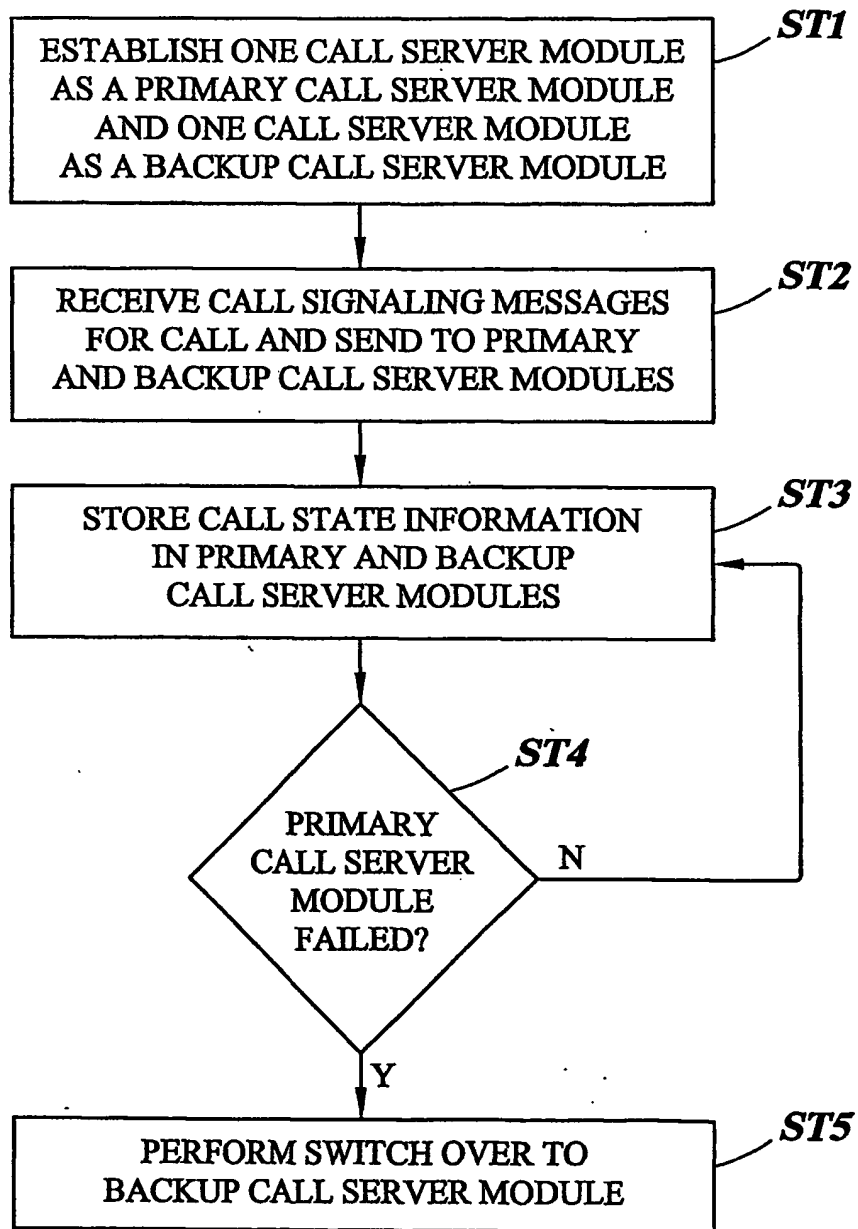 ST1
ESTABLISH ONE CALL SERVER MODULE
AS A PRIMARY CALL SERVER MODULE
AND ONE CALL SERVER MODULE
AS A BACKUP CALL SERVER MODULE
ST2
RECEIVE CALL SIGNALING MESSAGES
FOR CALL AND SEND TO PRIMARY
AND BACKUP CALL SERVER MODULES
ST3
STORE CALL STATE INFORMATION
IN PRIMARY AND BACKUP
CALL SERVER MODULES
ST4
PRIMARY
CALL SERVER
MODULE
FAILED?
N
Y
ST5
PERFORM SWITCH OVER TO
BACKUP CALL SERVER MODULE